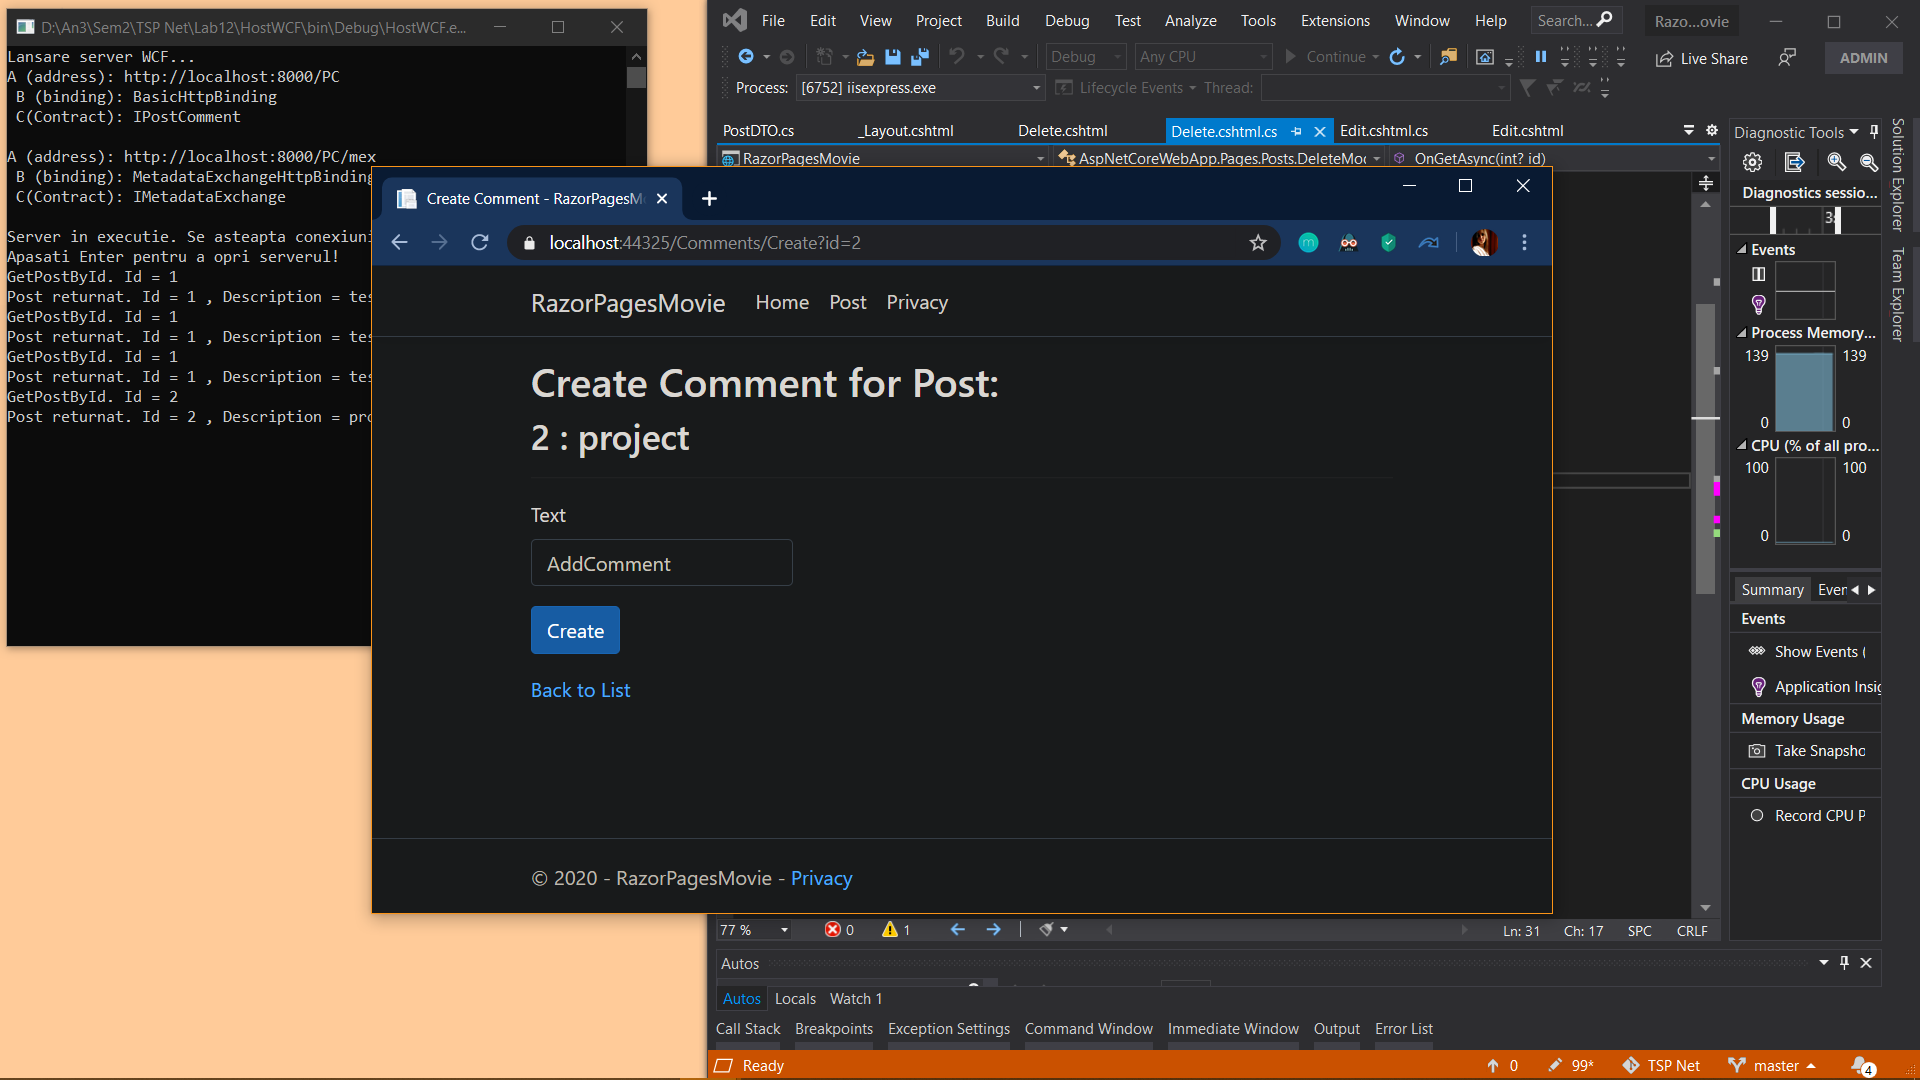 D:\An3\Sem2\TSP Net\Lab12\HostWCF\bin\Debug\HostWCF.e...
Lansare server WCF...
A (address): http://localhost:8000/PC
B (binding): BasicHttpBinding
C(Contract): IPostComment
A (address): http://localhost:8000/PC/mex
B (binding): MetadataExchangeHttpBinding
C(Contract): IMetadataExchange
Server in executie. Se asteapta conexiuni
Apasati Enter pentru a opri serverul!
GetPostById. Id = 1
Post returnat. Id = 1 , Description = tes
GetPostById. Id = 1
Post returnat. Id = 1 , Description = tes
GetPostById. Id = 1
Post returnat. Id = 1 , Description = tes
GetPostById. Id = 2
Post returnat. Id = 2 , Description = pro
File Edit View Project Build Debug Test Analyze Tools Extensions Window Help Search... Razo...ovie
Debug Any CPU Continue Live Share ADMIN
Process: [6752] iisexpress.exe Lifecycle Events Thread:
PostDTO.cs _Layout.cshtml Delete.cshtml Delete.cshtml.cs Edit.cshtml.cs Edit.cshtml
RazorPagesMovie AspNetCoreWebApp.Pages.Posts.DeleteMoc OnGetAsync(int? id)
Create Comment - RazorPagesM
localhost:44325/Comments/Create?id=2
RazorPagesMovie Home Post Privacy
Create Comment for Post:
2 : project
Text
AddComment
Create
Back to List
© 2020 - RazorPagesMovie - Privacy
Diagnostic Tools
Diagnostics sessio...
Events
Process Memory...
139 139
0 0
CPU (% of all pro...
100 100
0 0
Summary Even
Events
Show Events (
Application Insig
Memory Usage
Take Snapsho
CPU Usage
Record CPU P
Solution Explorer
Team Explorer
77 % 0 1 Ln: 31 Ch: 17 SPC CRLF
Autos
Autos Locals Watch 1
Call Stack Breakpoints Exception Settings Command Window Immediate Window Output Error List
Ready 0 99* TSP Net master 4